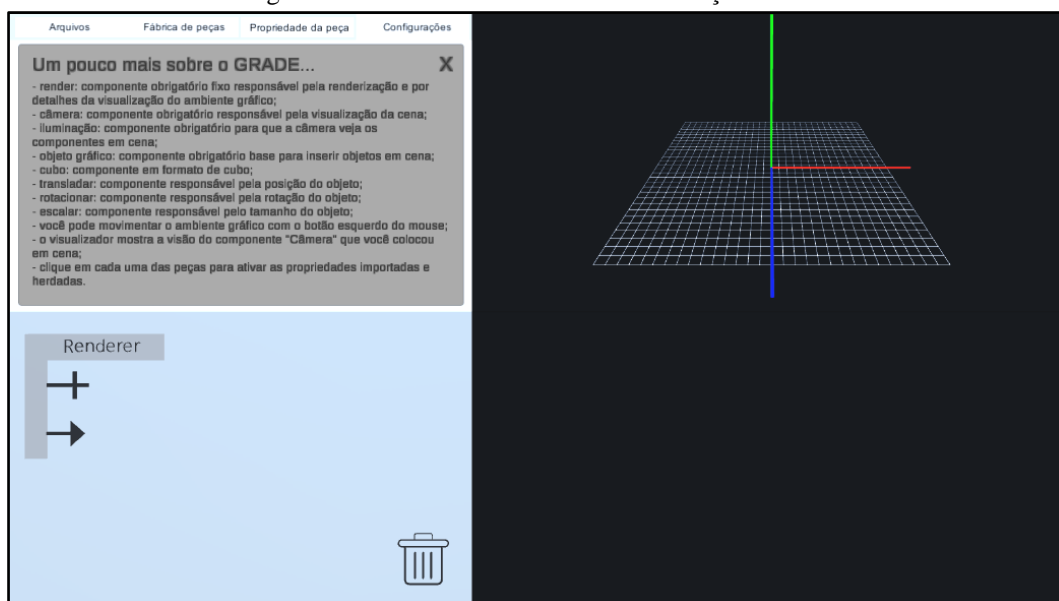 Arquivos Fábrica de peças Propriedade da peça Configurações
Um pouco mais sobre o GRADE... X
- render: componente obrigatório fixo responsável pela renderização e por
detalhes da visualização do ambiente gráfico;
- câmera: componente obrigatório responsável pela visualização da cena;
- iluminação: componente obrigatório para que a câmera veja os
componentes em cena;
- objeto gráfico: componente obrigatório base para inserir objetos em cena;
- cubo: componente em formato de cubo;
- transladar: componente responsável pela posição do objeto;
- rotacionar: componente responsável pela rotação do objeto;
- escalar: componente responsável pelo tamanho do objeto;
- você pode movimentar o ambiente gráfico com o botão esquerdo do mouse;
- o visualizador mostra a visão do componente "Câmera" que você colocou
em cena;
- clique em cada uma das peças para ativar as propriedades importadas e
herdadas.
Renderer